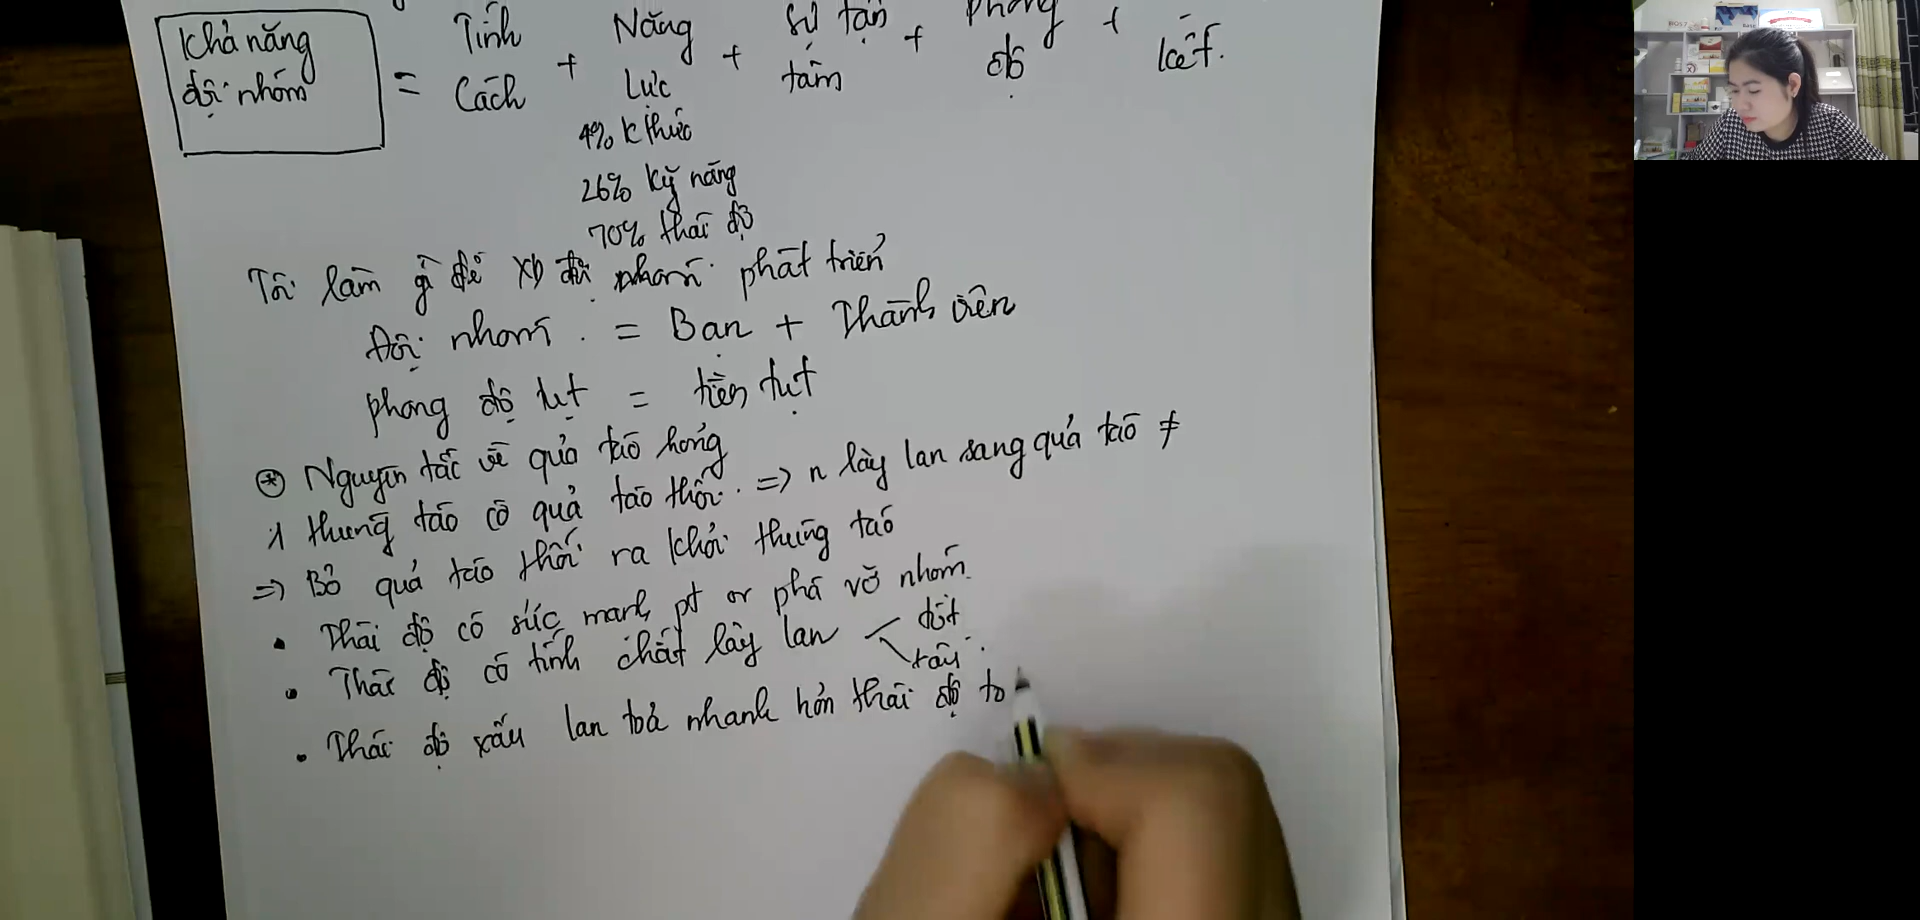 Khả năng
đội nhóm
=
Tính
Cách
+
Năng
Lực
+
Sự tận
tâm
+
phong
độ
+
kết.
4% k thức
26% kỹ năng
70% thái độ
Tôi làm gì để XD đội nhóm phát triển
Đội nhóm = Bạn + Thành viên
phong độ tụt = tiền tụt
* Nguyên tắc về quả táo hỏng
1 thùng táo có quả táo thối => n lây lan sang quả táo ≠
=> Bỏ quả táo thối ra khỏi thùng táo
• Thái độ có sức mạnh pt or phá vỡ nhóm.
• Thái độ có tính chất lây lan
tốt
xấu
• Thái độ xấu lan toả nhanh hơn thái độ to